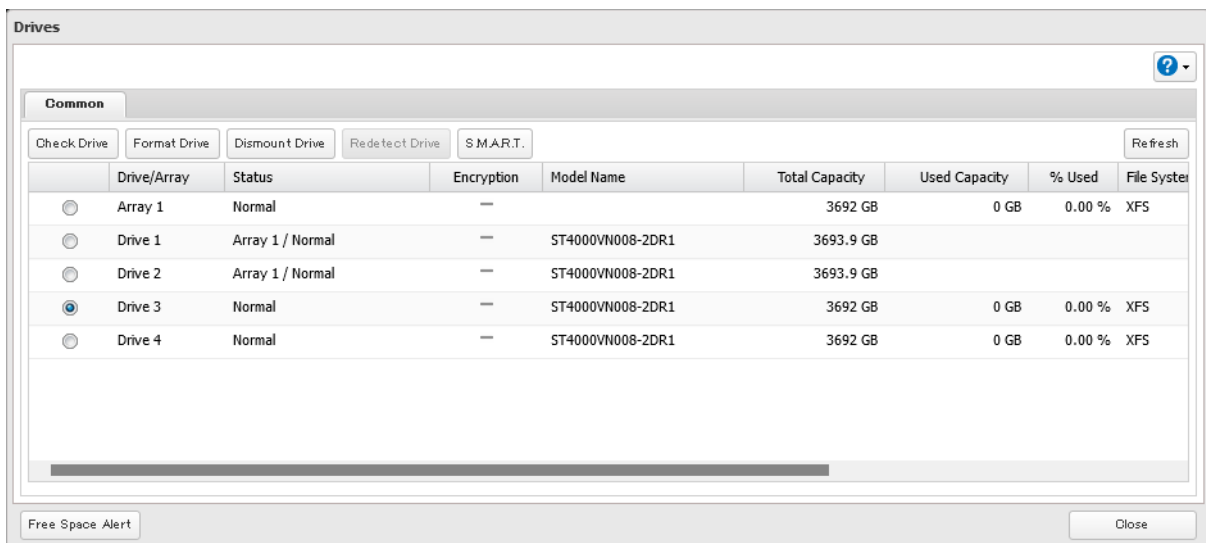 Drives
Common
Check Drive Format Drive Dismount Drive Redetect Drive S.M.A.R.T. Refresh
Drive/Array Status Encryption Model Name Total Capacity Used Capacity % Used File System
Array 1 Normal — 3692 GB 0 GB 0.00 % XFS
Drive 1 Array 1 / Normal — ST4000VN008-2DR1 3693.9 GB
Drive 2 Array 1 / Normal — ST4000VN008-2DR1 3693.9 GB
Drive 3 Normal — ST4000VN008-2DR1 3692 GB 0 GB 0.00 % XFS
Drive 4 Normal — ST4000VN008-2DR1 3692 GB 0 GB 0.00 % XFS
Free Space Alert Close